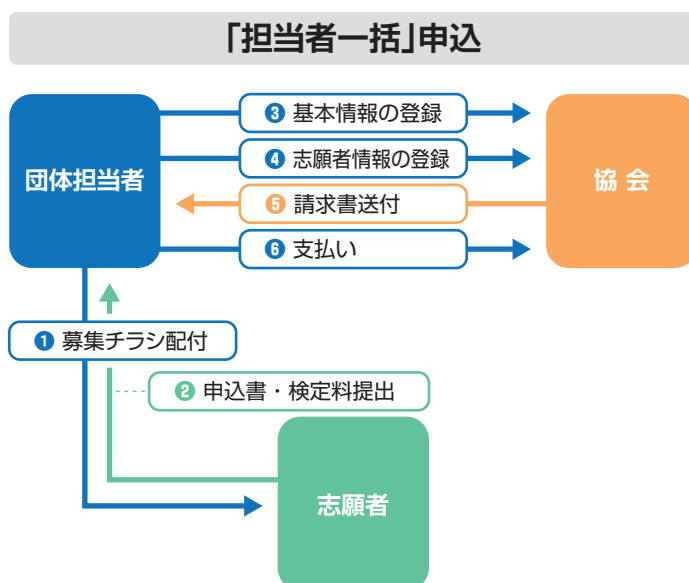 「担当者一括」申込
❸ 基本情報の登録
❹ 志願者情報の登録
団体担当者
協 会
❺ 請求書送付
❻ 支払い
❶ 募集チラシ配付
❷ 申込書・検定料提出
志願者